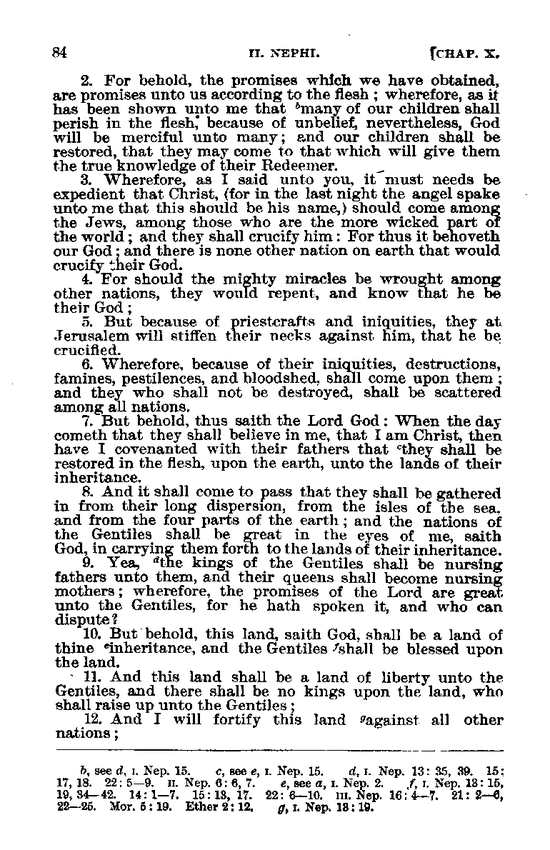 84 II. NEPHI. [CHAP. X.
2. For behold, the promises which we have obtained,
are promises unto us according to the flesh ; wherefore, as it
has been shown unto me that ᵇmany of our children shall
perish in the flesh, because of unbelief, nevertheless, God
will be merciful unto many; and our children shall be
restored, that they may come to that which will give them
the true knowledge of their Redeemer.
3. Wherefore, as I said unto you, it must needs be
expedient that Christ, (for in the last night the angel spake
unto me that this should be his name,) should come among
the Jews, among those who are the more wicked part of
the world ; and they shall crucify him : For thus it behoveth
our God ; and there is none other nation on earth that would
crucify their God.
4. For should the mighty miracles be wrought among
other nations, they would repent, and know that he be
their God ;
5. But because of priestcrafts and iniquities, they at
Jerusalem will stiffen their necks against him, that he be
crucified.
6. Wherefore, because of their iniquities, destructions,
famines, pestilences, and bloodshed, shall come upon them ;
and they who shall not be destroyed, shall be scattered
among all nations.
7. But behold, thus saith the Lord God : When the day
cometh that they shall believe in me, that I am Christ, then
have I covenanted with their fathers that ᶜthey shall be
restored in the flesh, upon the earth, unto the lands of their
inheritance.
8. And it shall come to pass that they shall be gathered
in from their long dispersion, from the isles of the sea,
and from the four parts of the earth ; and the nations of
the Gentiles shall be great in the eyes of me, saith
God, in carrying them forth to the lands of their inheritance.
9. Yea, ᵈthe kings of the Gentiles shall be nursing
fathers unto them, and their queens shall become nursing
mothers ; wherefore, the promises of the Lord are great
unto the Gentiles, for he hath spoken it, and who can
dispute?
10. But behold, this land, saith God, shall be a land of
thine ᵉinheritance, and the Gentiles ᶠshall be blessed upon
the land.
11. And this land shall be a land of liberty unto the
Gentiles, and there shall be no kings upon the land, who
shall raise up unto the Gentiles ;
12. And I will fortify this land ᵍagainst all other
nations ;
b, see d, I. Nep. 15. c, see e, I. Nep. 15. d, I. Nep. 13: 35, 39. 15:
17, 18. 22: 5—9. II. Nep. 6: 6, 7. e, see a, I. Nep. 2. f, I. Nep. 13: 15,
19, 34—42. 14: 1—7. 15: 13, 17. 22: 6—10. III. Nep. 16: 4—7. 21: 2—6,
22—25. Mor. 5: 19. Ether 2: 12. g, I. Nep. 13: 19.